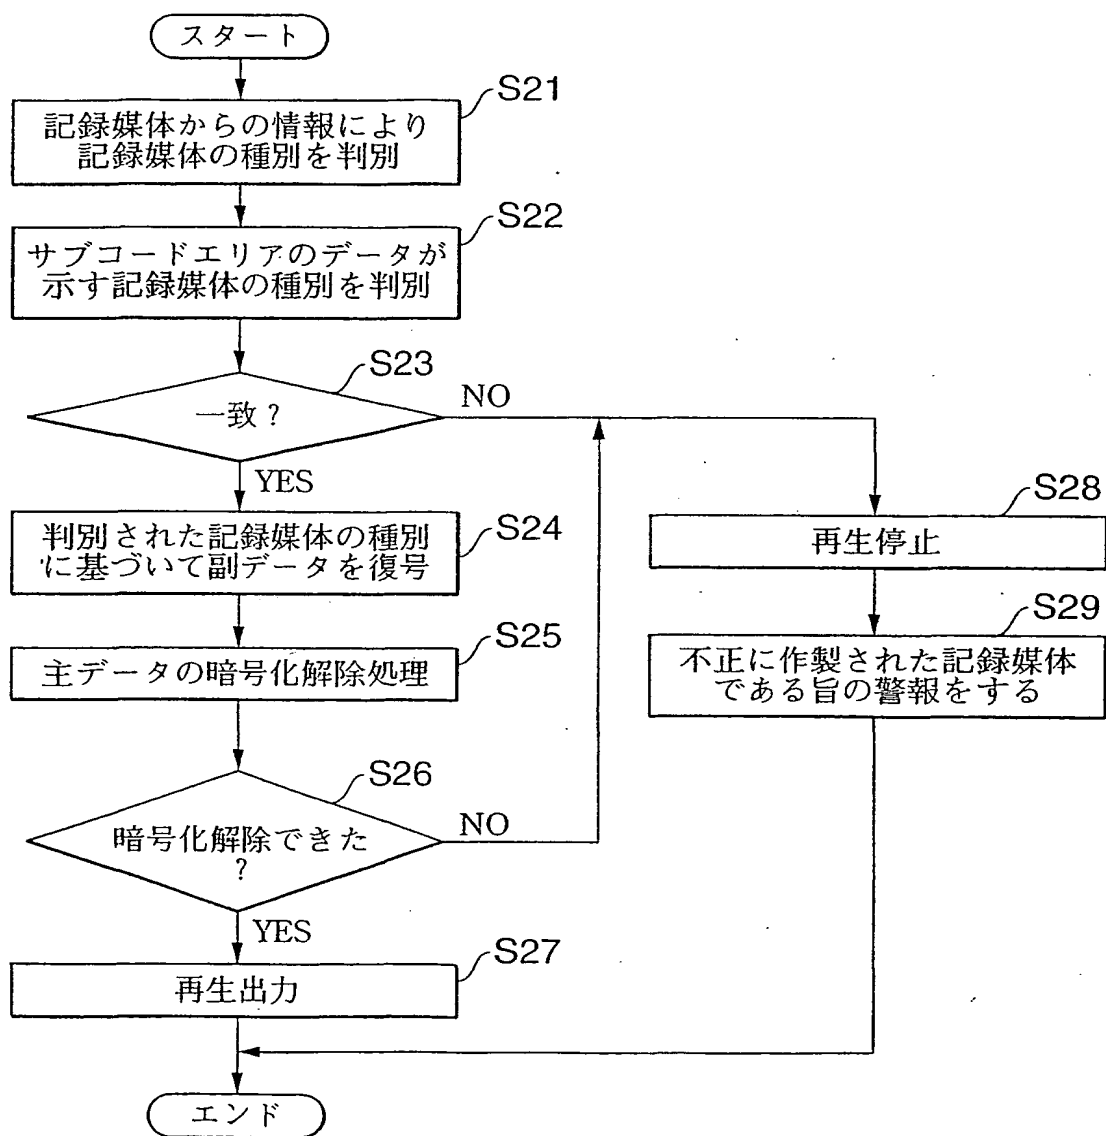 スタート
S21
記録媒体からの情報により
記録媒体の種別を判別
S22
サブコードエリアのデータが
示す記録媒体の種別を判別
S23
一致？
NO
YES
S24
判別された記録媒体の種別
に基づいて副データを復号
S25
主データの暗号化解除処理
S26
暗号化解除できた
？
NO
YES
S27
再生出力
S28
再生停止
S29
不正に作製された記録媒体
である旨の警報をする
エンド